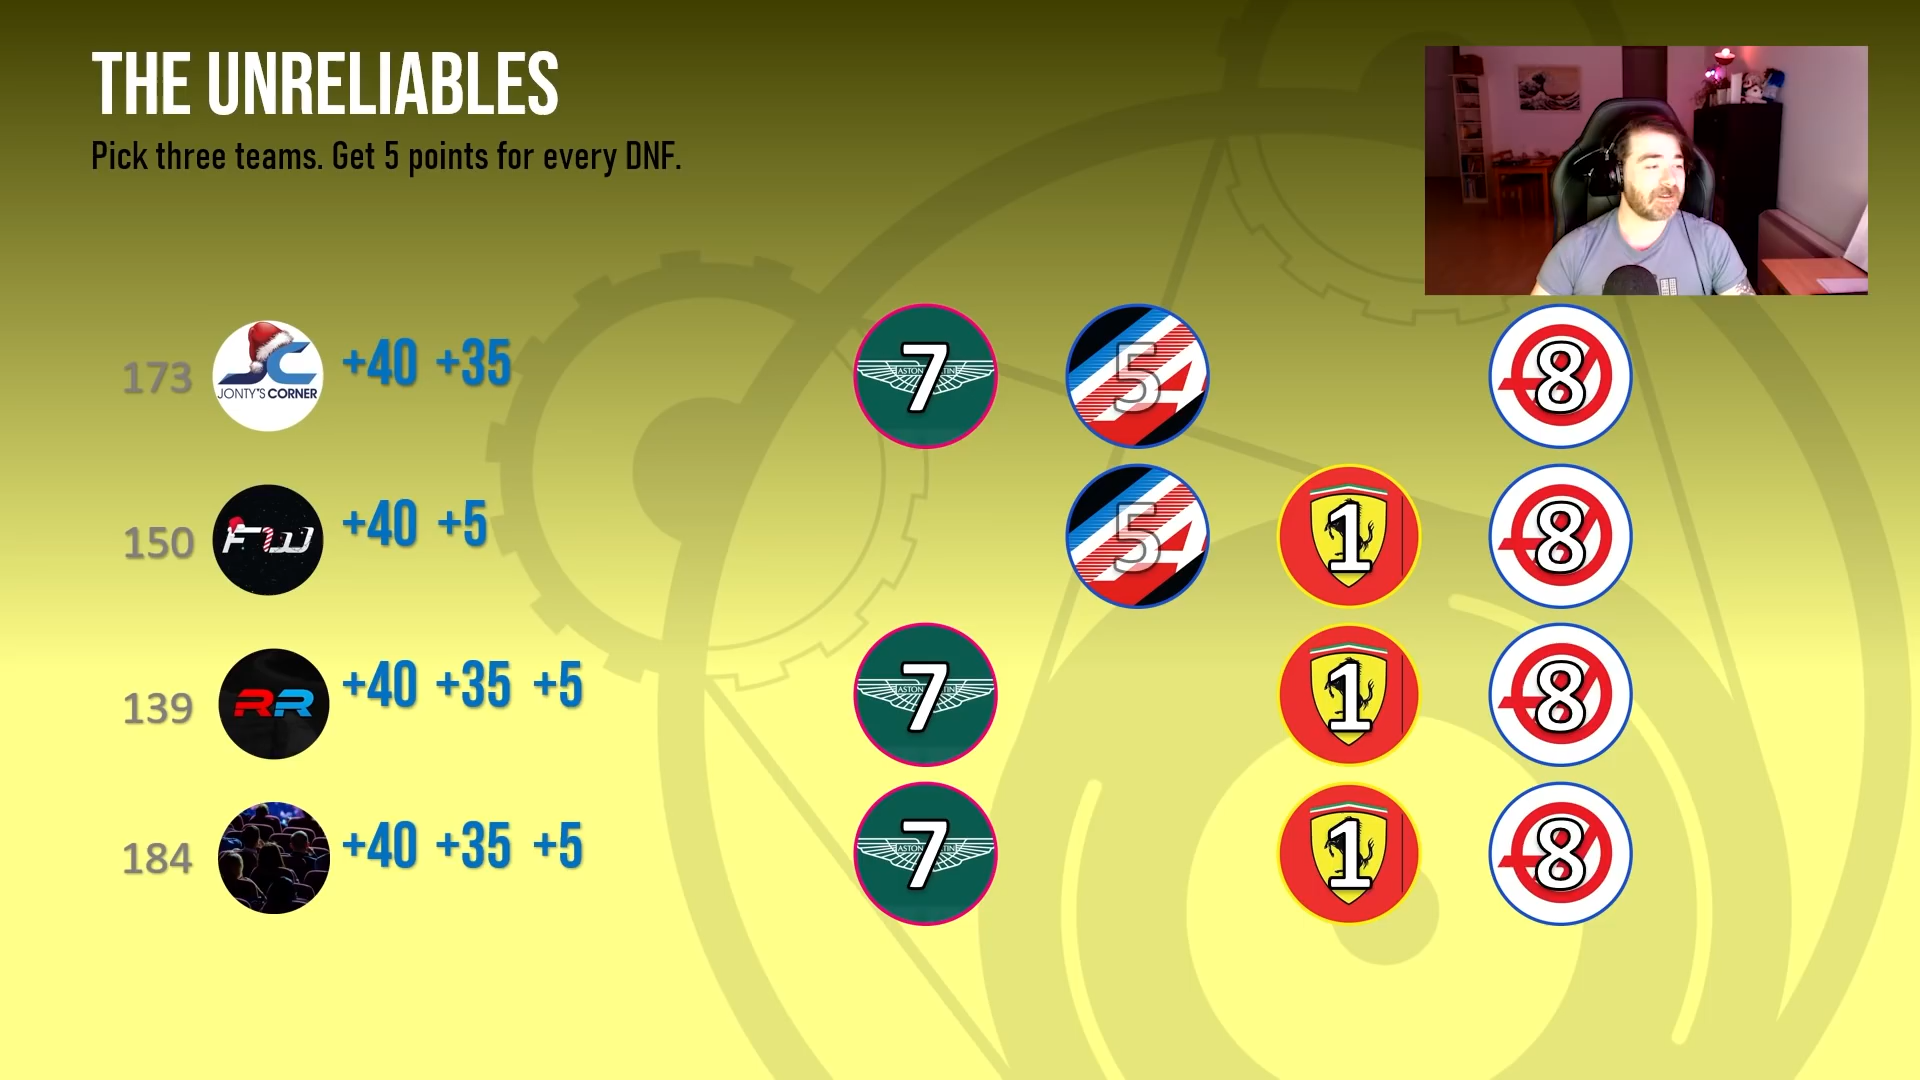 THE UNRELIABLES
Pick three teams. Get 5 points for every DNF.
173 JONTY'S CORNER +40 +35 7 5 8
150 FW +40 +5 5 1 8
139 RR +40 +35 +5 7 1 8
184 +40 +35 +5 7 1 8